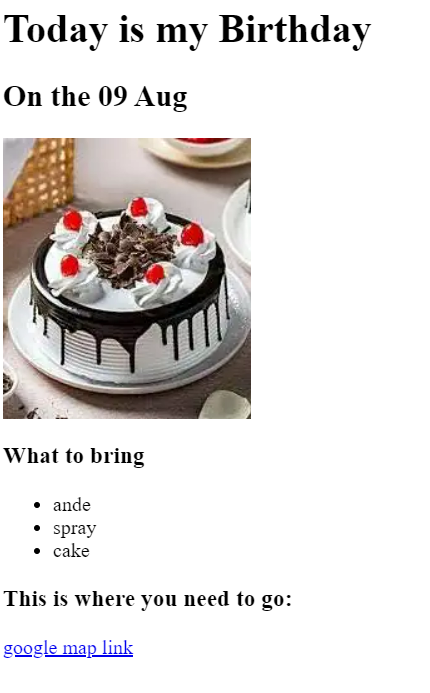 Today is my Birthday
On the 09 Aug
What to bring
ande
spray
cake
This is where you need to go:
google map link